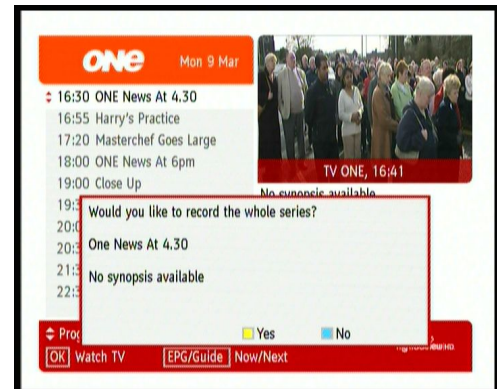 ONE Mon 9 Mar
16:30 ONE News At 4.30
16:55 Harry's Practice
17:20 Masterchef Goes Large
18:00 ONE News At 6pm
19:00 Close Up
TV ONE, 16:41
No synopsis available
Would you like to record the whole series?
One News At 4.30
No synopsis available
Yes No
OK Watch TV EPG/Guide Now/Next